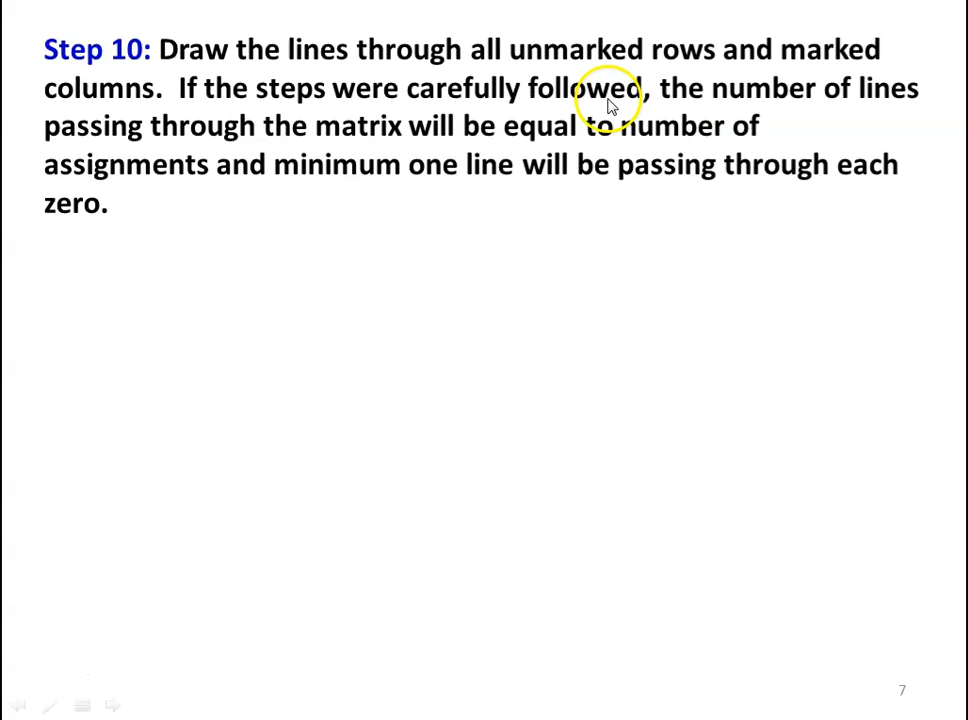 Step 10: Draw the lines through all unmarked rows and marked
columns.  If the steps were carefully followed, the number of lines
passing through the matrix will be equal to number of
assignments and minimum one line will be passing through each
zero.
7